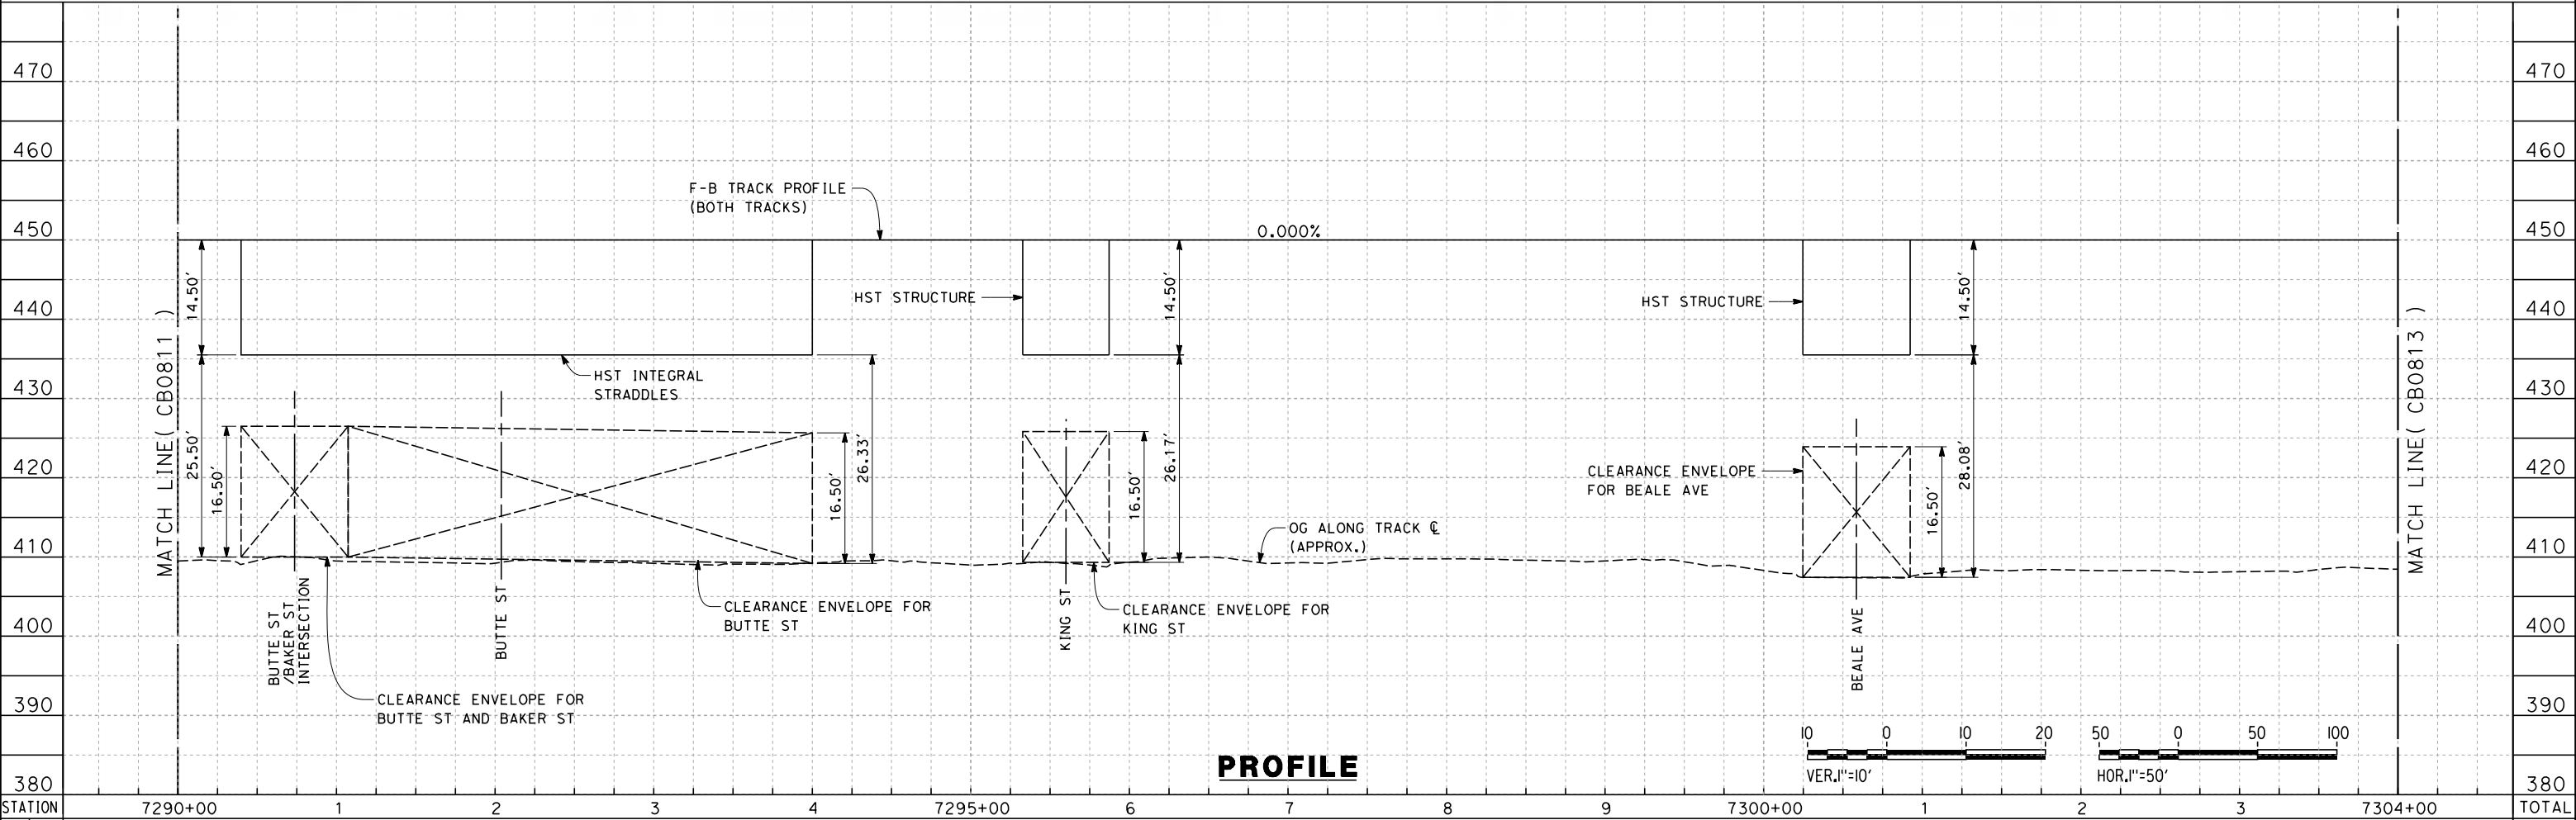 470
460
450
440
430
420
410
400
390
380
STATION
MATCH LINE( CB0811 )
14.50'
25.50'
16.50'
BUTTE ST
/BAKER ST
INTERSECTION
CLEARANCE ENVELOPE FOR
BUTTE ST AND BAKER ST
BUTTE ST
HST INTEGRAL
STRADDLES
F-B TRACK PROFILE
(BOTH TRACKS)
16.50'
26.33'
CLEARANCE ENVELOPE FOR
BUTTE ST
HST STRUCTURE
14.50'
16.50'
26.17'
KING ST
CLEARANCE ENVELOPE FOR
KING ST
0.000%
OG ALONG TRACK ℄
(APPROX.)
HST STRUCTURE
14.50'
CLEARANCE ENVELOPE
FOR BEALE AVE
16.50'
28.08'
BEALE AVE
MATCH LINE( CB0813 )
PROFILE
10 0 10 20
VER.1"=10'
50 0 50 100
HOR.1"=50'
7290+00 1 2 3 4 7295+00 6 7 8 9 7300+00 1 2 3 7304+00
470
460
450
440
430
420
410
400
390
380
TOTAL